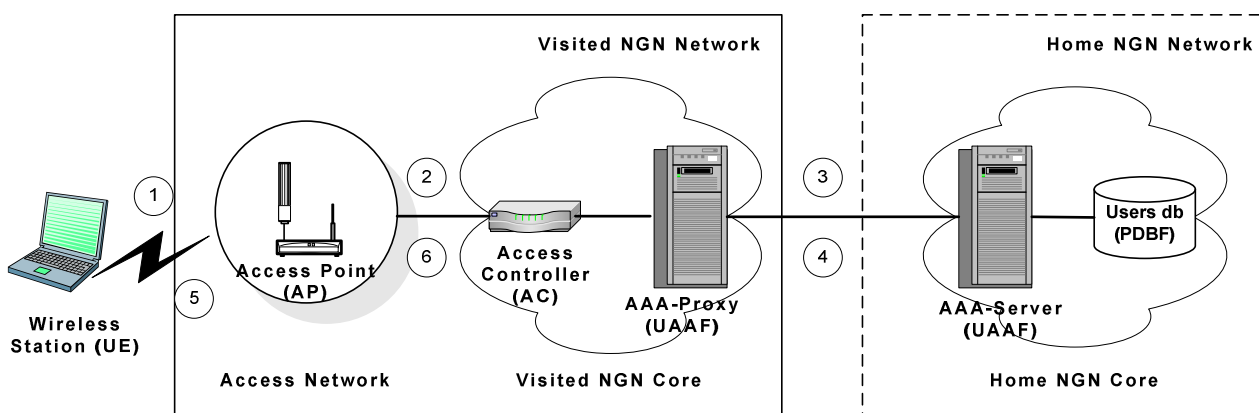 Visited NGN Network
Home NGN Network
1
2
3
Users db
(PDBF)
Access Point
(AP)
5
6
Access
Controller
(AC)
4
AAA-Proxy
(UAAF)
AAA-Server
(UAAF)
Wireless
Station (UE)
Access Network
Visited NGN Core
Home NGN Core